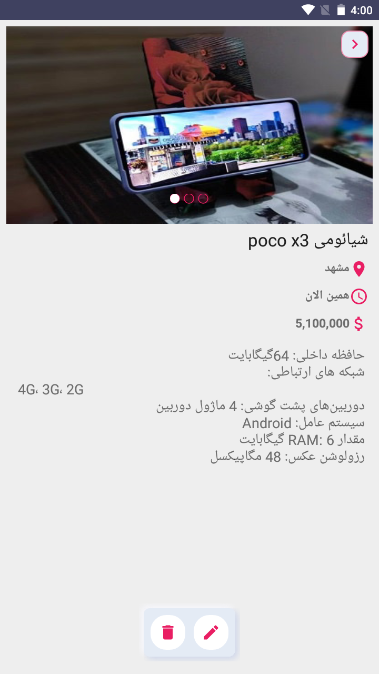 4:00
شیائومی poco x3
مشهد
همین الان
5,100,000
حافظه داخلی: 64گیگابایت
شبکه های ارتباطی:
4G، 3G، 2G
دوربین‌های پشت گوشی: 4 ماژول دوربین
سیستم عامل: Android
مقدار RAM: 6 گیگابایت
رزولوشن عکس: 48 مگاپیکسل